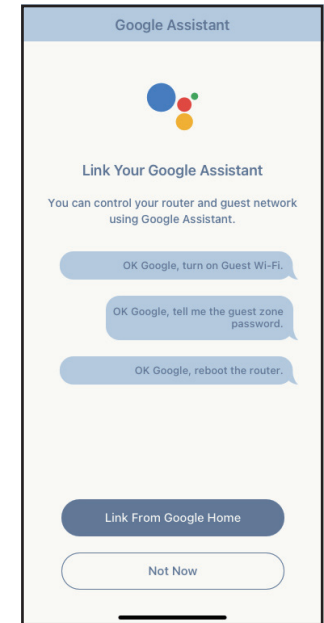 Google Assistant
Link Your Google Assistant
You can control your router and guest network
using Google Assistant.
OK Google, turn on Guest Wi-Fi.
OK Google, tell me the guest zone
password.
OK Google, reboot the router.
Link From Google Home
Not Now